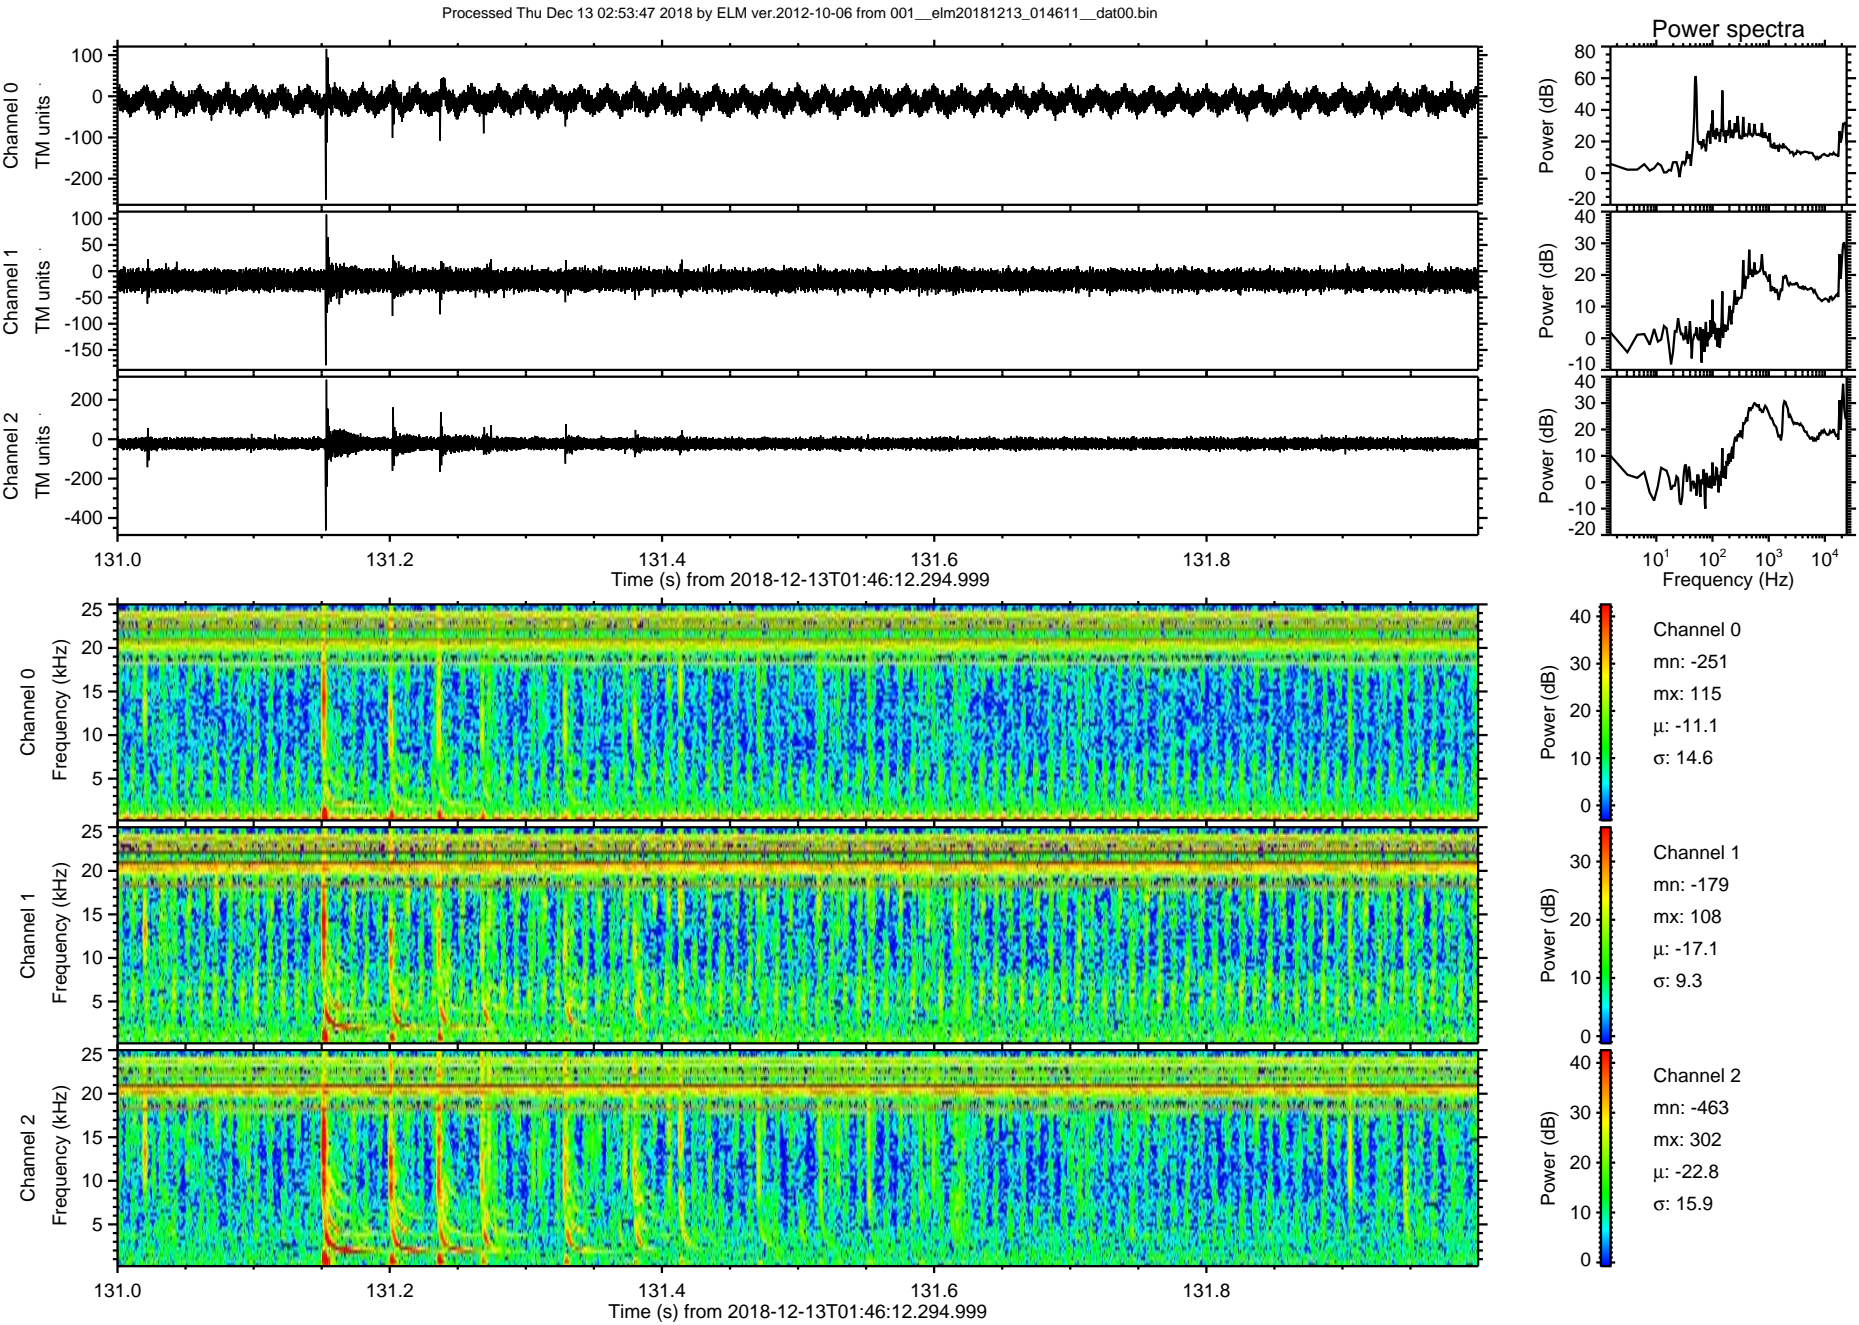 Processed Thu Dec 13 02:53:47 2018 by ELM ver.2012-10-06 from 001__elm20181213_014611__dat00.bin
Power spectra
Channel 0
TM units
100
0
-100
-200
Power (dB)
80
60
40
20
0
-20
Channel 1
TM units
100
50
0
-50
-100
-150
Power (dB)
40
30
20
10
0
-10
Channel 2
TM units
200
0
-200
-400
Power (dB)
40
30
20
10
0
-10
-20
131.0 131.2 131.4 131.6 131.8
Time (s) from 2018-12-13T01:46:12.294.999
10¹ 10² 10³ 10⁴
Frequency (Hz)
Channel 0
Frequency (kHz)
25
20
15
10
5
Power (dB)
40
30
20
10
0
Channel 0
mn: -251
mx: 115
μ: -11.1
σ: 14.6
Channel 1
Frequency (kHz)
25
20
15
10
5
Power (dB)
30
20
10
0
Channel 1
mn: -179
mx: 108
μ: -17.1
σ: 9.3
Channel 2
Frequency (kHz)
25
20
15
10
5
Power (dB)
40
30
20
10
0
Channel 2
mn: -463
mx: 302
μ: -22.8
σ: 15.9
131.0 131.2 131.4 131.6 131.8
Time (s) from 2018-12-13T01:46:12.294.999